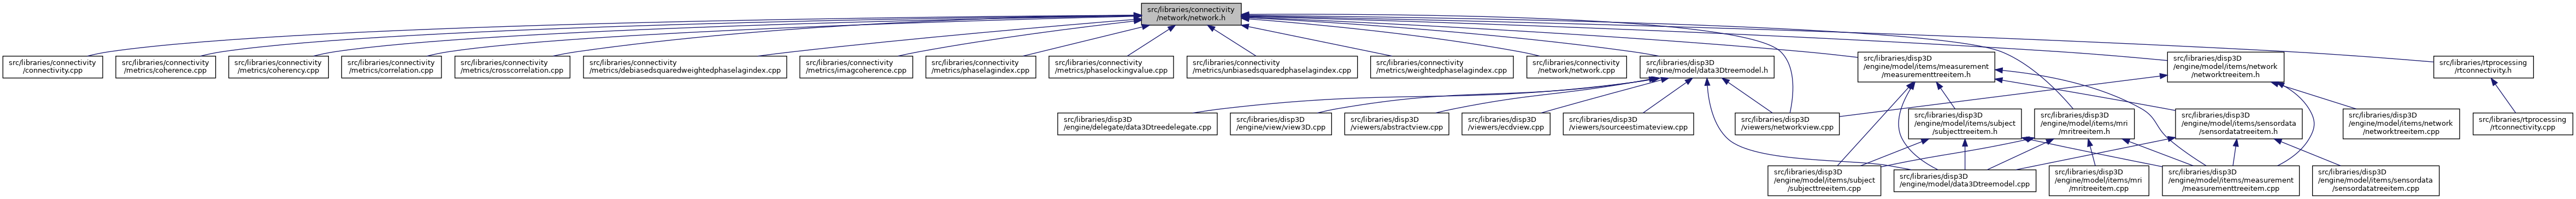 src/libraries/connectivity
/network/network.h
src/libraries/connectivity
/connectivity.cpp
src/libraries/connectivity
/metrics/coherence.cpp
src/libraries/connectivity
/metrics/coherency.cpp
src/libraries/connectivity
/metrics/correlation.cpp
src/libraries/connectivity
/metrics/crosscorrelation.cpp
src/libraries/connectivity
/metrics/debiasedsquaredweightedphaselagindex.cpp
src/libraries/connectivity
/metrics/imagcoherence.cpp
src/libraries/connectivity
/metrics/phaselagindex.cpp
src/libraries/connectivity
/metrics/phaselockingvalue.cpp
src/libraries/connectivity
/metrics/unbiasedsquaredphaselagindex.cpp
src/libraries/connectivity
/metrics/weightedphaselagindex.cpp
src/libraries/connectivity
/network/network.cpp
src/libraries/disp3D
/engine/model/data3Dtreemodel.h
src/libraries/disp3D
/engine/model/items/measurement
/measurementtreeitem.h
src/libraries/disp3D
/engine/model/items/network
/networktreeitem.h
src/libraries/rtprocessing
/rtconnectivity.h
src/libraries/disp3D
/engine/delegate/data3Dtreedelegate.cpp
src/libraries/disp3D
/engine/view/view3D.cpp
src/libraries/disp3D
/viewers/abstractview.cpp
src/libraries/disp3D
/viewers/ecdview.cpp
src/libraries/disp3D
/viewers/sourceestimateview.cpp
src/libraries/disp3D
/viewers/networkview.cpp
src/libraries/disp3D
/engine/model/items/subject
/subjecttreeitem.h
src/libraries/disp3D
/engine/model/items/mri
/mritreeitem.h
src/libraries/disp3D
/engine/model/items/sensordata
/sensordatatreeitem.h
src/libraries/disp3D
/engine/model/items/network
/networktreeitem.cpp
src/libraries/rtprocessing
/rtconnectivity.cpp
src/libraries/disp3D
/engine/model/items/subject
/subjecttreeitem.cpp
src/libraries/disp3D
/engine/model/data3Dtreemodel.cpp
src/libraries/disp3D
/engine/model/items/mri
/mritreeitem.cpp
src/libraries/disp3D
/engine/model/items/measurement
/measurementtreeitem.cpp
src/libraries/disp3D
/engine/model/items/sensordata
/sensordatatreeitem.cpp